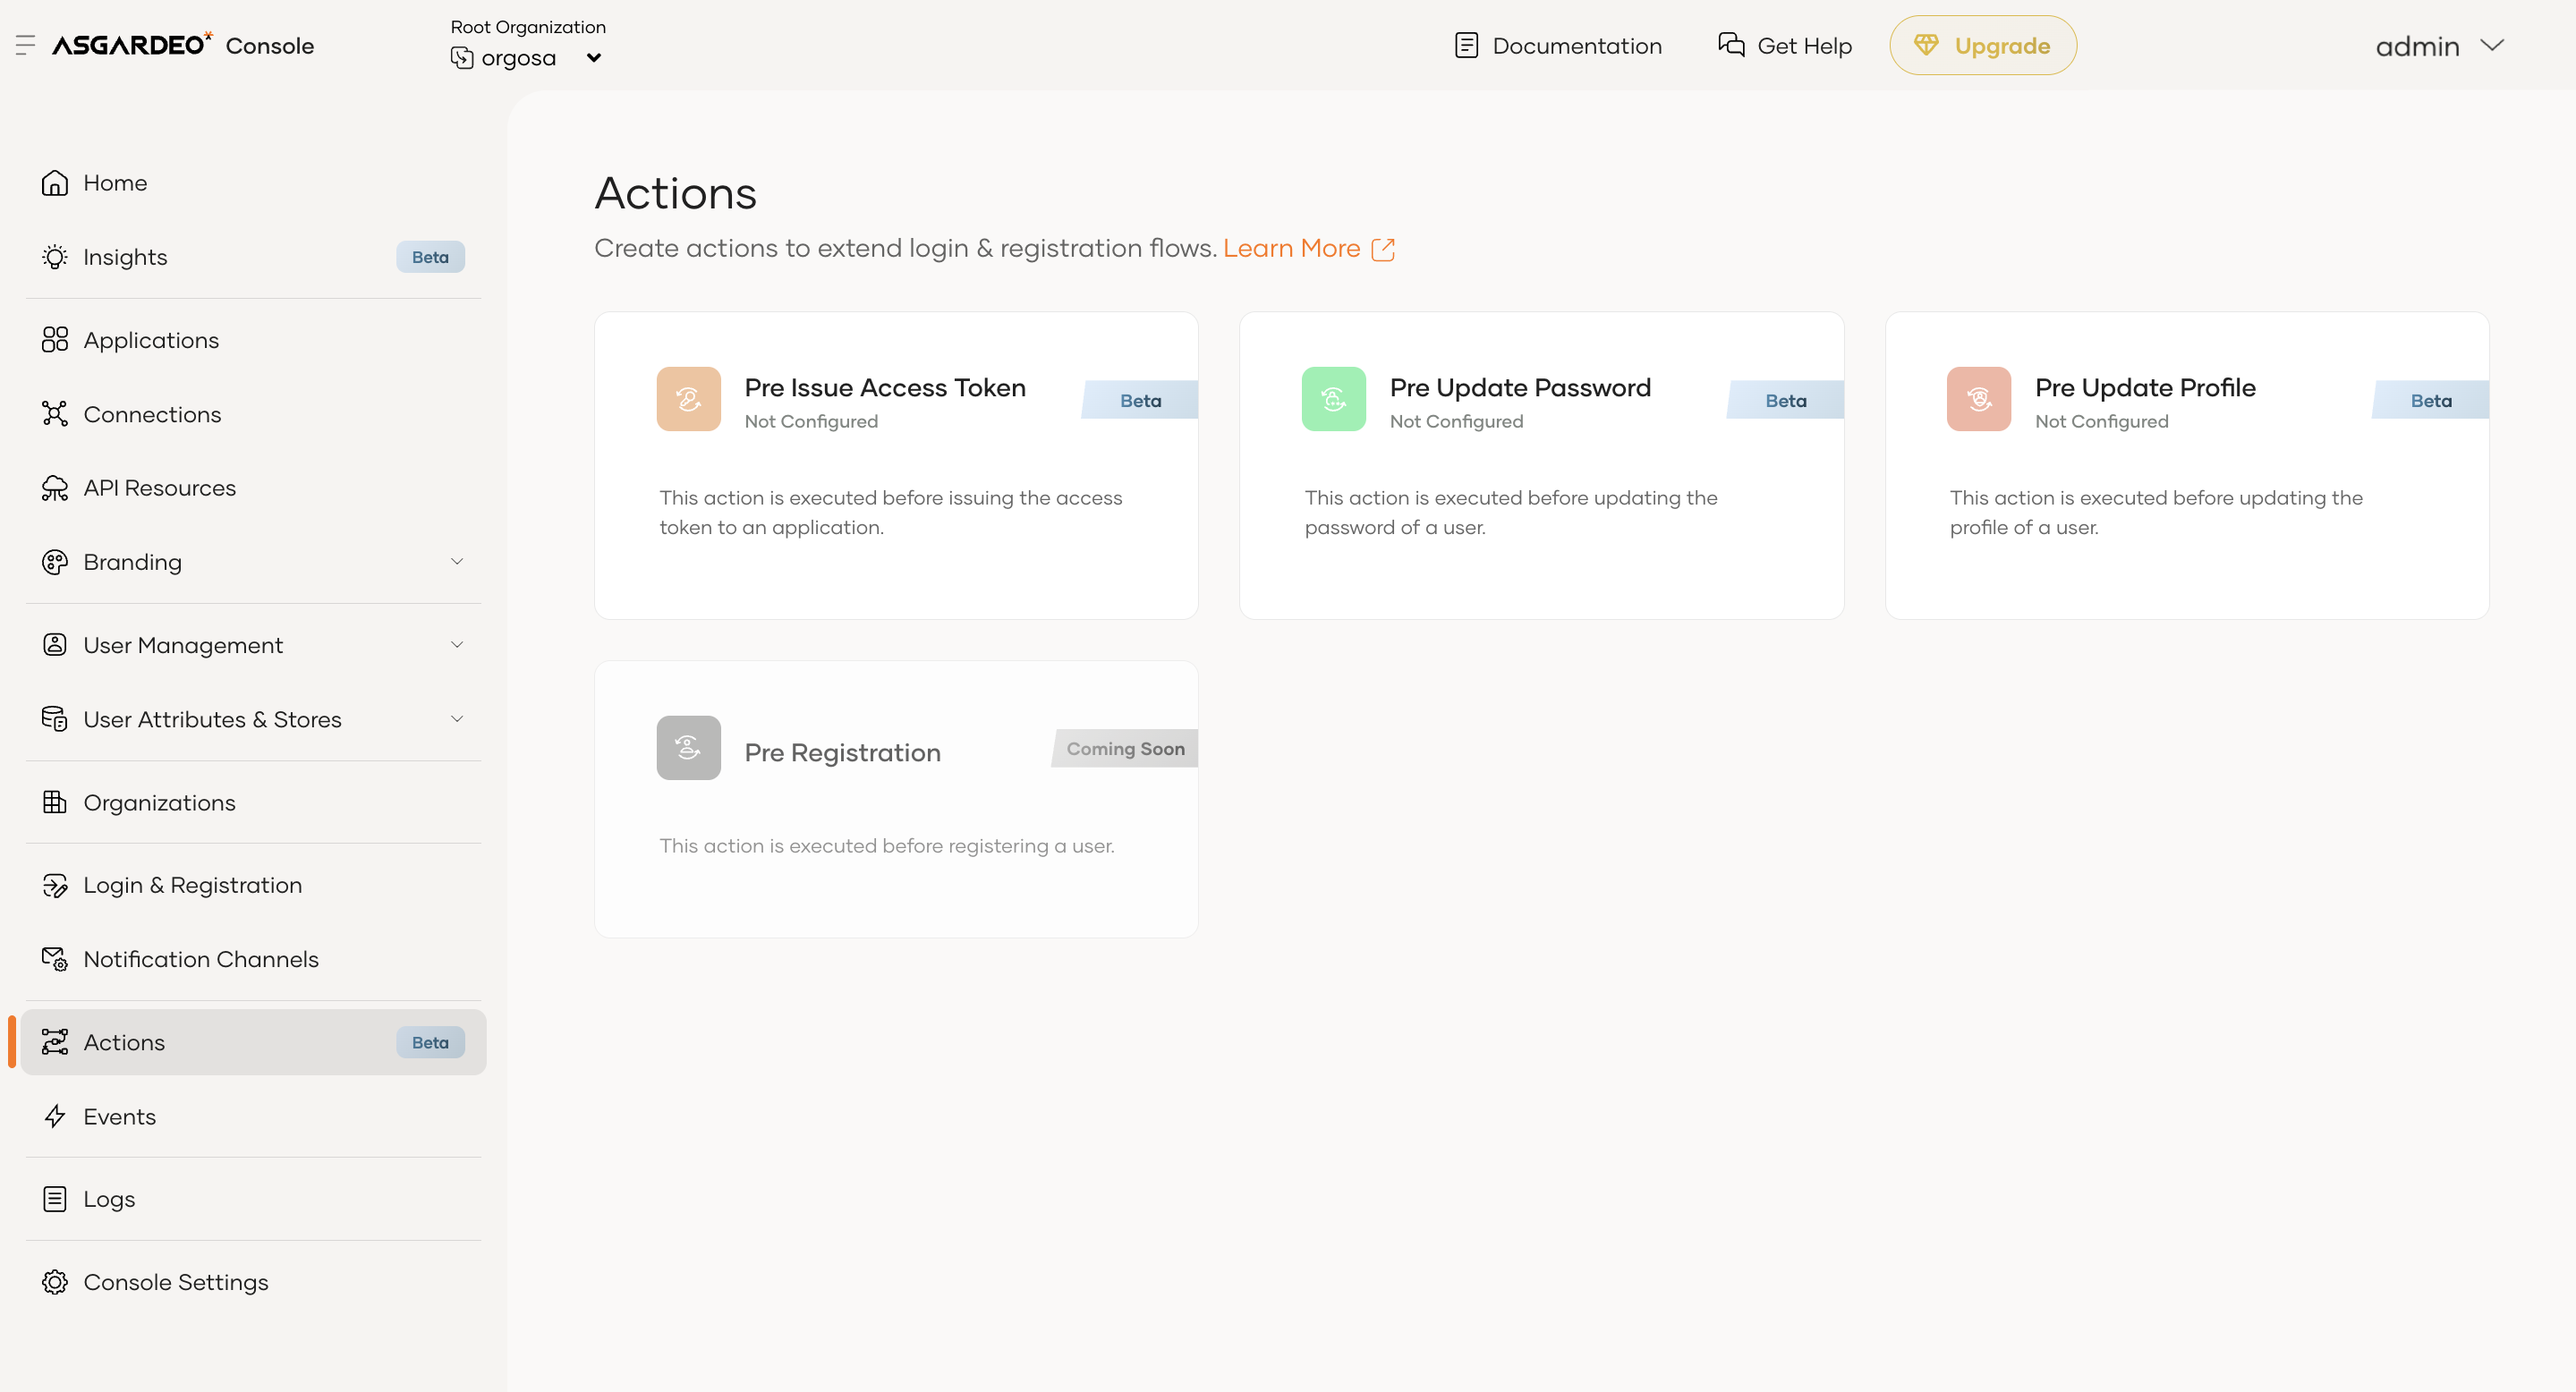 ASGARDEO Console
Root Organization
orgosa
Documentation
Get Help
Upgrade
admin
Home
Insights
Beta
Applications
Connections
API Resources
Branding
User Management
User Attributes & Stores
Organizations
Login & Registration
Notification Channels
Actions
Beta
Events
Logs
Console Settings
Actions
Create actions to extend login & registration flows. Learn More
Pre Issue Access Token
Not Configured
Beta
This action is executed before issuing the access
token to an application.
Pre Update Password
Not Configured
Beta
This action is executed before updating the
password of a user.
Pre Update Profile
Not Configured
Beta
This action is executed before updating the
profile of a user.
Pre Registration
Coming Soon
This action is executed before registering a user.